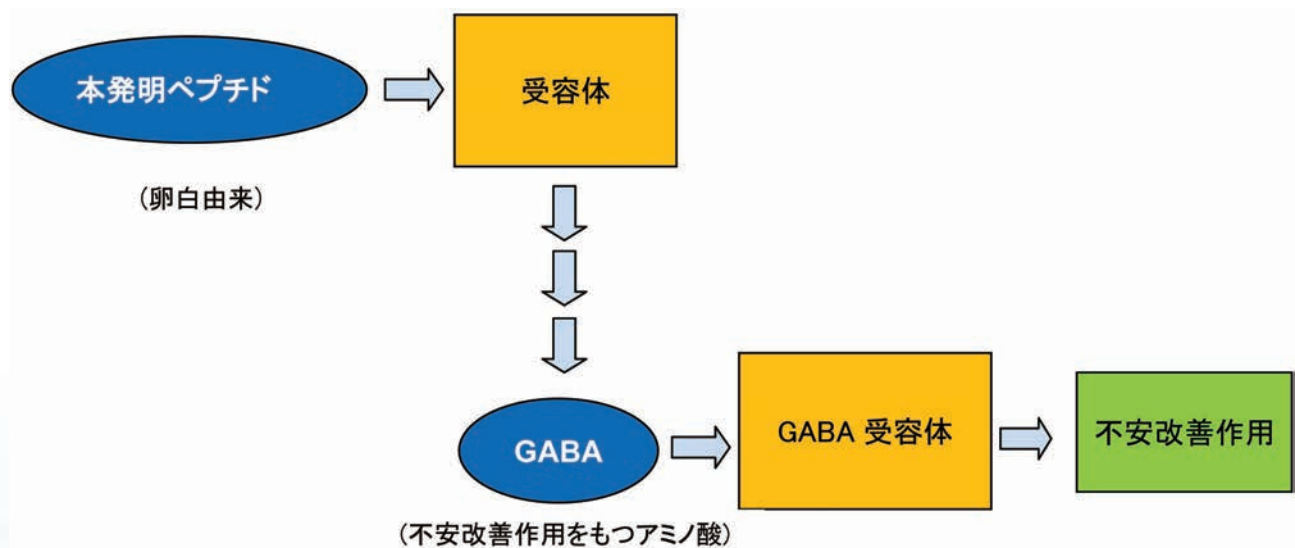 本発明ペプチド
受容体
(卵白由来)
GABA
GABA 受容体
不安改善作用
(不安改善作用をもつアミノ酸)